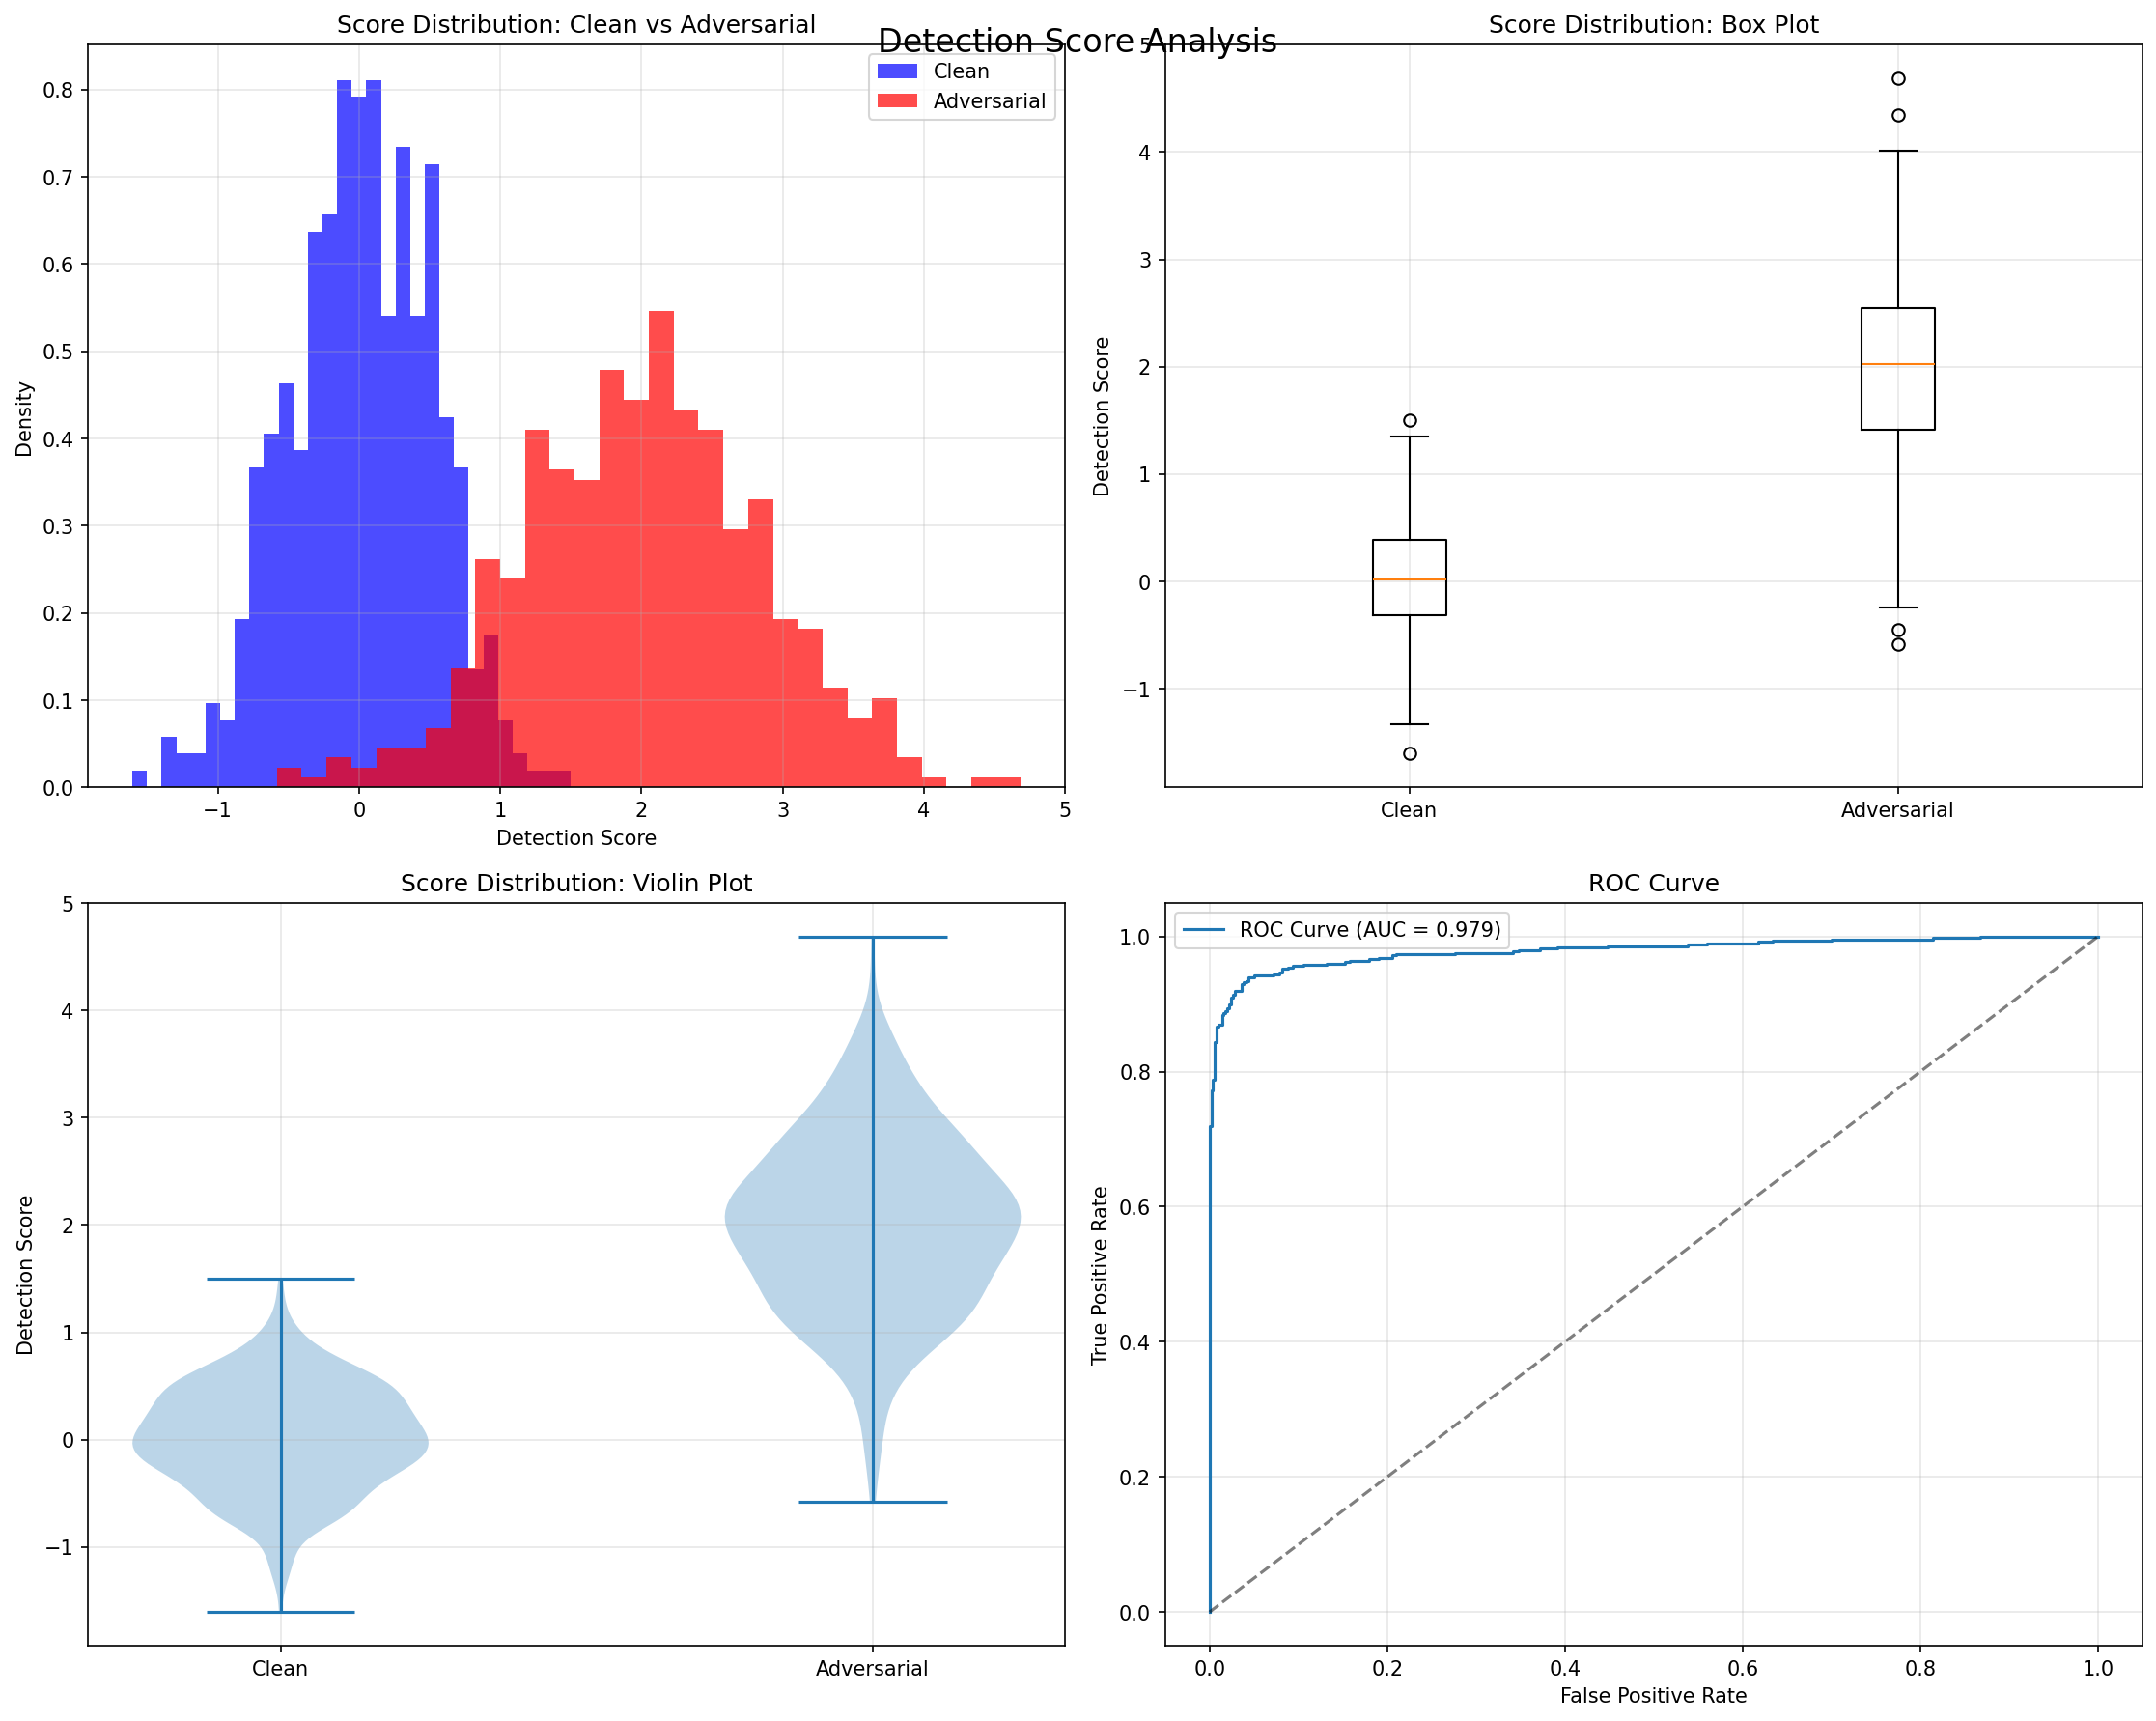 Detection Score Analysis
Score Distribution: Clean vs Adversarial
Clean
Adversarial
0.8
0.7
0.6
0.5
0.4
0.3
0.2
0.1
0.0
Density
−1
0
1
2
3
4
5
Detection Score
Score Distribution: Box Plot
5
4
3
2
1
0
−1
Detection Score
Clean
Adversarial
Score Distribution: Violin Plot
5
4
3
2
1
0
−1
Detection Score
Clean
Adversarial
ROC Curve
ROC Curve (AUC = 0.979)
1.0
0.8
0.6
0.4
0.2
0.0
True Positive Rate
0.0
0.2
0.4
0.6
0.8
1.0
False Positive Rate